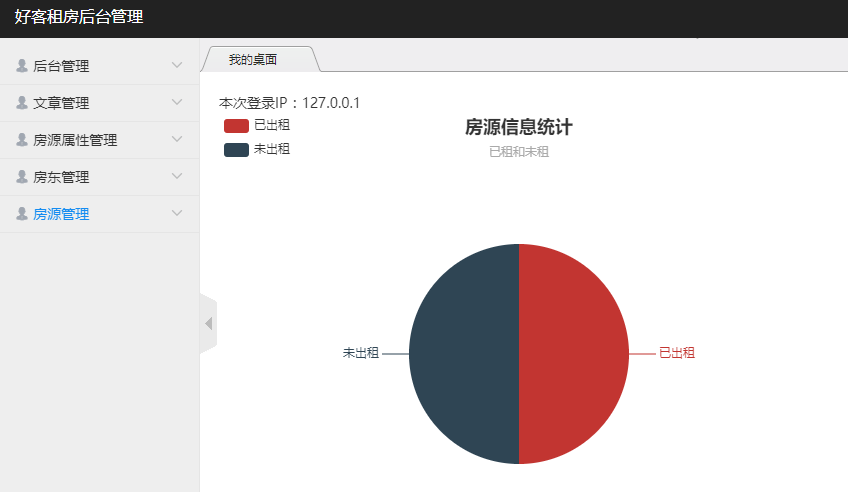 好客租房后台管理
后台管理
文章管理
房源属性管理
房东管理
房源管理
我的桌面
本次登录IP：127.0.0.1
已出租
未出租
房源信息统计
已租和未租
未出租
已出租